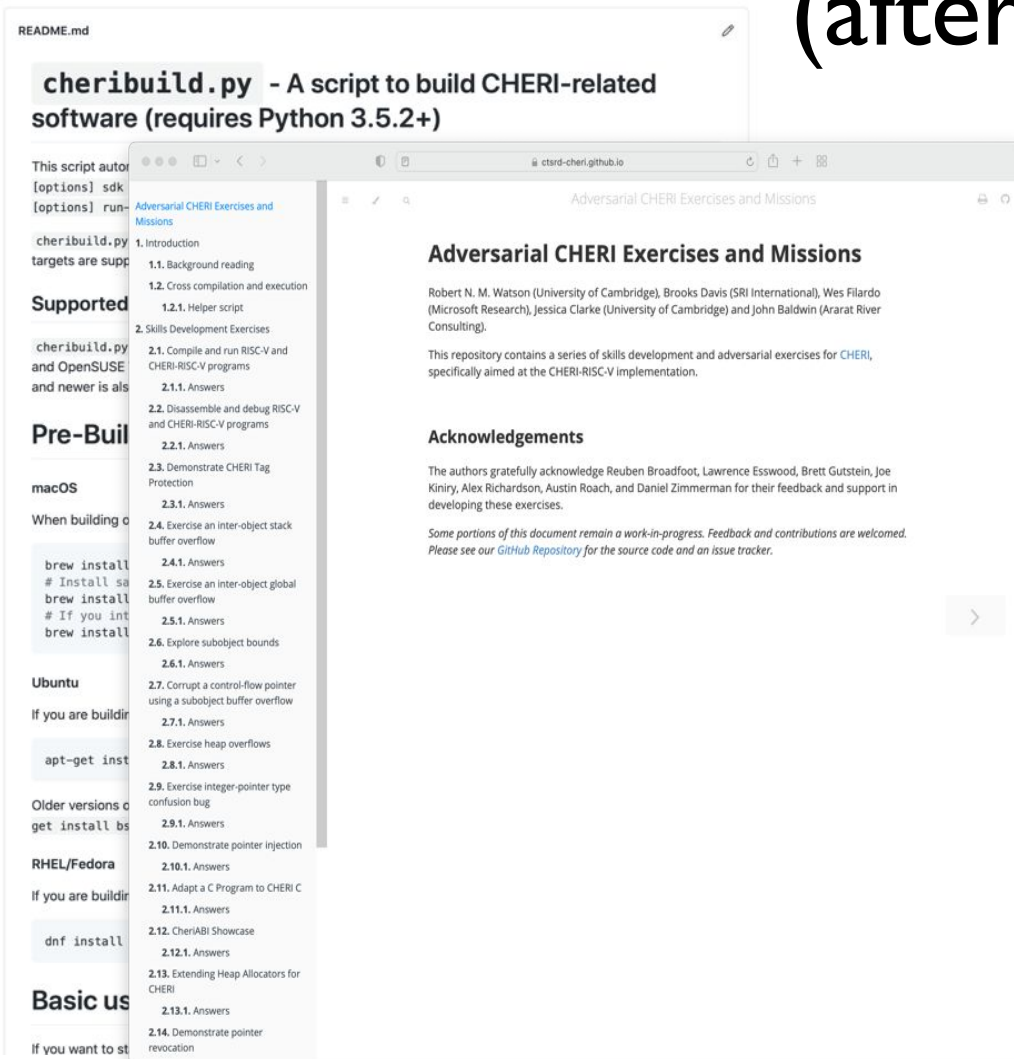 (after
README.md
cheribuild.py - A script to build CHERI-related
software (requires Python 3.5.2+)
This script autor
[options] sdk
[options] run-
cheribuild.py
targets are supp
Supported
cheribuild.py
and OpenSUSE
and newer is als
Pre-Buil
macOS
When building o
brew install
# Install sa
brew install
# If you int
brew install
Ubuntu
If you are buildin
apt-get inst
Older versions o
get install bs
RHEL/Fedora
If you are buildin
dnf install
Basic us
If you want to st
ctsrd-cheri.github.io
Adversarial CHERI Exercises and
Missions
1. Introduction
1.1. Background reading
1.2. Cross compilation and execution
1.2.1. Helper script
2. Skills Development Exercises
2.1. Compile and run RISC-V and
CHERI-RISC-V programs
2.1.1. Answers
2.2. Disassemble and debug RISC-V
and CHERI-RISC-V programs
2.2.1. Answers
2.3. Demonstrate CHERI Tag
Protection
2.3.1. Answers
2.4. Exercise an inter-object stack
buffer overflow
2.4.1. Answers
2.5. Exercise an inter-object global
buffer overflow
2.5.1. Answers
2.6. Explore subobject bounds
2.6.1. Answers
2.7. Corrupt a control-flow pointer
using a subobject buffer overflow
2.7.1. Answers
2.8. Exercise heap overflows
2.8.1. Answers
2.9. Exercise integer-pointer type
confusion bug
2.9.1. Answers
2.10. Demonstrate pointer injection
2.10.1. Answers
2.11. Adapt a C Program to CHERI C
2.11.1. Answers
2.12. CheriABI Showcase
2.12.1. Answers
2.13. Extending Heap Allocators for
CHERI
2.13.1. Answers
2.14. Demonstrate pointer
revocation
Adversarial CHERI Exercises and Missions
Adversarial CHERI Exercises and Missions
Robert N. M. Watson (University of Cambridge), Brooks Davis (SRI International), Wes Filardo
(Microsoft Research), Jessica Clarke (University of Cambridge) and John Baldwin (Ararat River
Consulting).
This repository contains a series of skills development and adversarial exercises for CHERI,
specifically aimed at the CHERI-RISC-V implementation.
Acknowledgements
The authors gratefully acknowledge Reuben Broadfoot, Lawrence Esswood, Brett Gutstein, Joe
Kiniry, Alex Richardson, Austin Roach, and Daniel Zimmerman for their feedback and support in
developing these exercises.
Some portions of this document remain a work-in-progress. Feedback and contributions are welcomed.
Please see our GitHub Repository for the source code and an issue tracker.